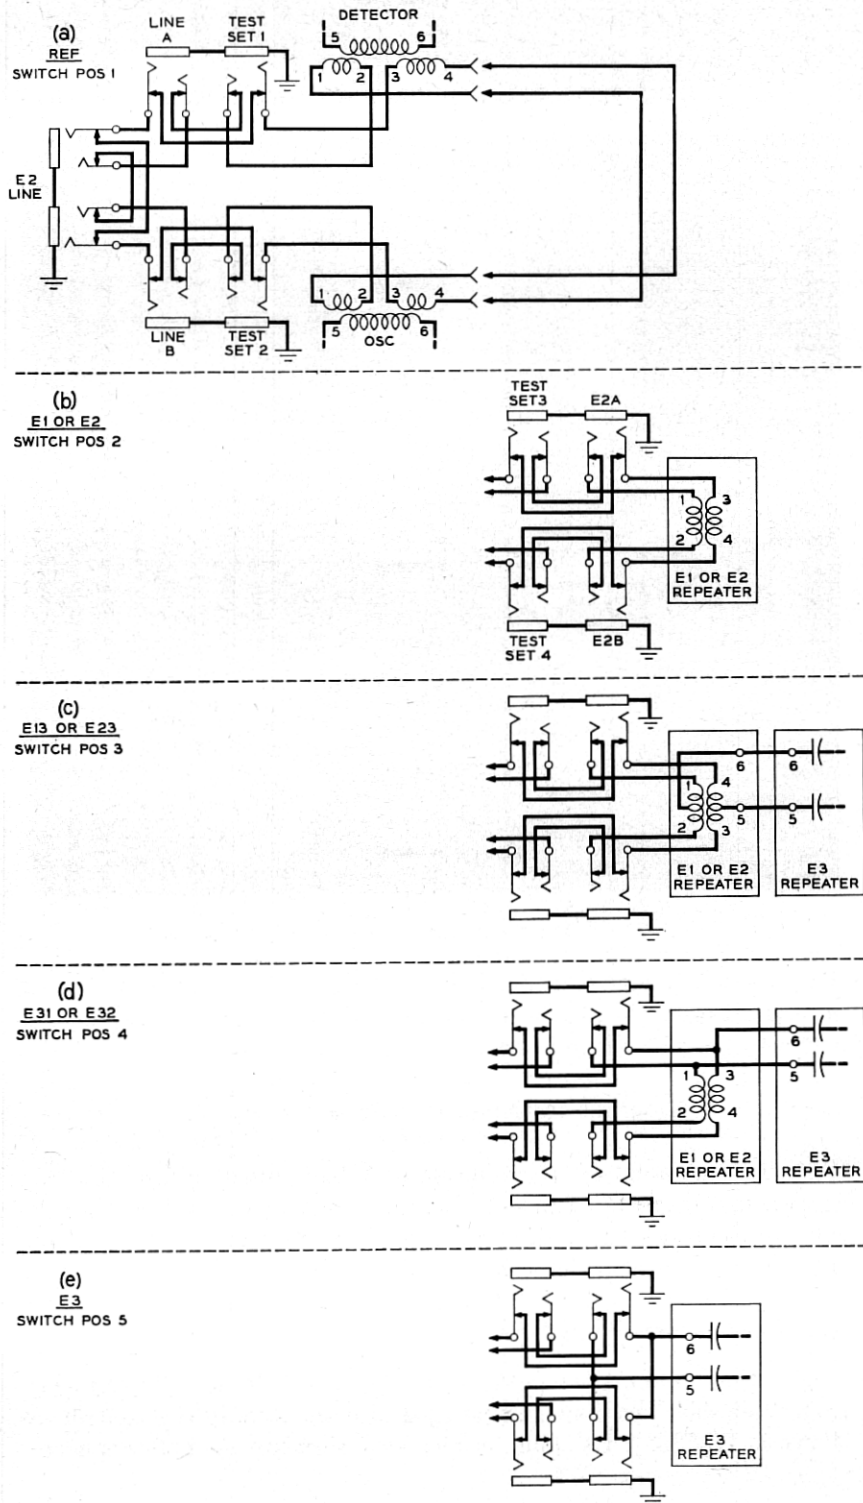 (a)
REF
SWITCH POS 1
LINE
A
TEST
SET 1
DETECTOR
5 6
1 2 3 4
E2
LINE
1 2 3 4
5 6
OSC
LINE
B
TEST
SET 2
(b)
E1 OR E2
SWITCH POS 2
TEST
SET3
E2A
1 3
2 4
E1 OR E2
REPEATER
TEST
SET 4
E2B
(c)
E13 OR E23
SWITCH POS 3
6 6
1 4
5 5
2 3
E1 OR E2
REPEATER
E3
REPEATER
(d)
E31 OR E32
SWITCH POS 4
6
1 3 5
2 4
E1 OR E2
REPEATER
E3
REPEATER
(e)
E3
SWITCH POS 5
6
5
E3
REPEATER